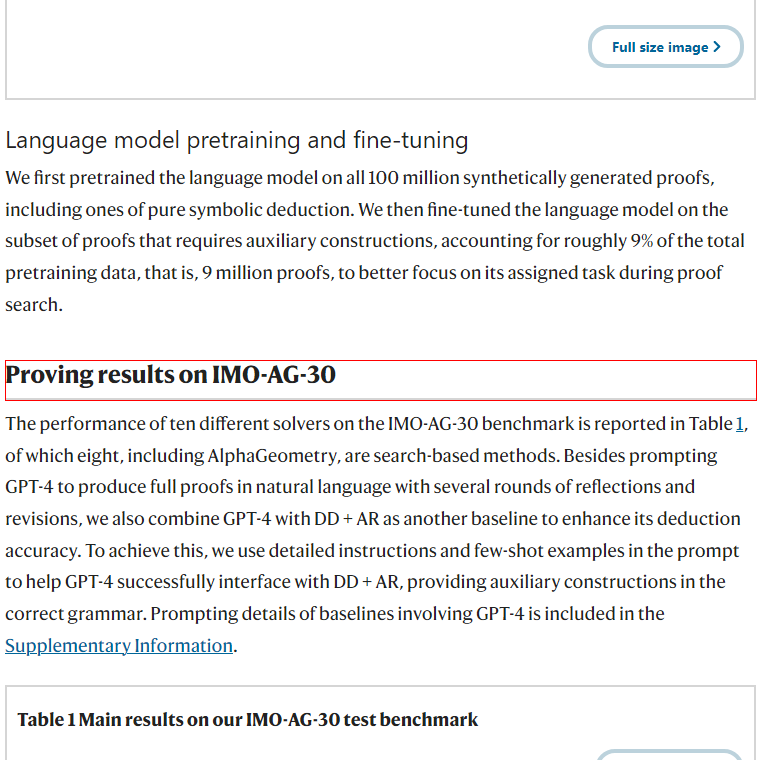 Full size image
Language model pretraining and fine-tuning
We first pretrained the language model on all 100 million synthetically generated proofs,
including ones of pure symbolic deduction. We then fine-tuned the language model on the
subset of proofs that requires auxiliary constructions, accounting for roughly 9% of the total
pretraining data, that is, 9 million proofs, to better focus on its assigned task during proof
search.
Proving results on IMO-AG-30
The performance of ten different solvers on the IMO-AG-30 benchmark is reported in Table 1,
of which eight, including AlphaGeometry, are search-based methods. Besides prompting
GPT-4 to produce full proofs in natural language with several rounds of reflections and
revisions, we also combine GPT-4 with DD + AR as another baseline to enhance its deduction
accuracy. To achieve this, we use detailed instructions and few-shot examples in the prompt
to help GPT-4 successfully interface with DD + AR, providing auxiliary constructions in the
correct grammar. Prompting details of baselines involving GPT-4 is included in the
Supplementary Information.
Table 1 Main results on our IMO-AG-30 test benchmark